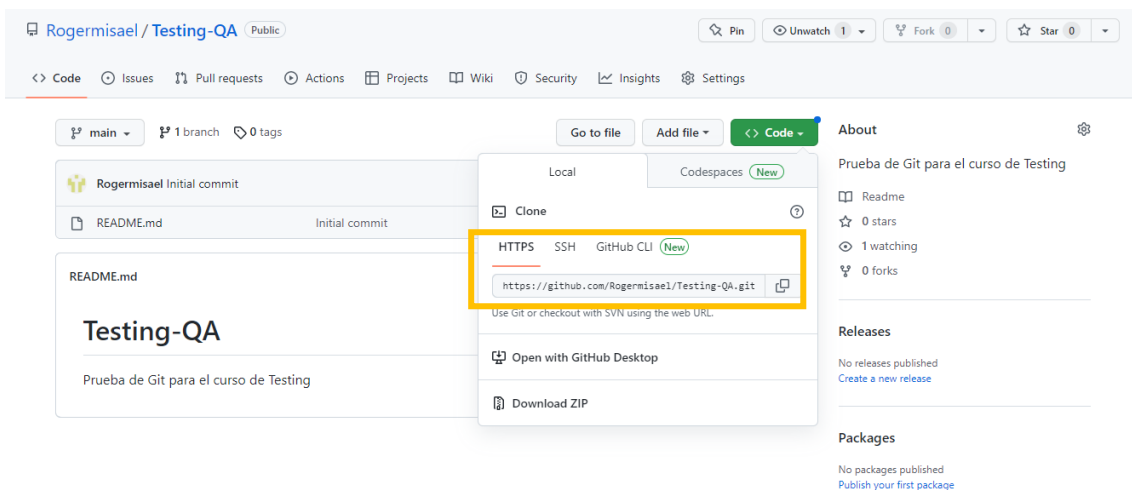 Rogermisael / Testing-QA Public
Pin
Unwatch 1
Fork 0
Star 0
<> Code
Issues
Pull requests
Actions
Projects
Wiki
Security
Insights
Settings
main
1 branch
0 tags
Go to file
Add file
<> Code
Rogermisael Initial commit
README.md Initial commit
README.md
Testing-QA
Prueba de Git para el curso de Testing
Local
Codespaces New
Clone
HTTPS SSH GitHub CLI New
https://github.com/Rogermisael/Testing-QA.git
Use Git or checkout with SVN using the web URL.
Open with GitHub Desktop
Download ZIP
About
Prueba de Git para el curso de Testing
Readme
0 stars
1 watching
0 forks
Releases
No releases published
Create a new release
Packages
No packages published
Publish your first package